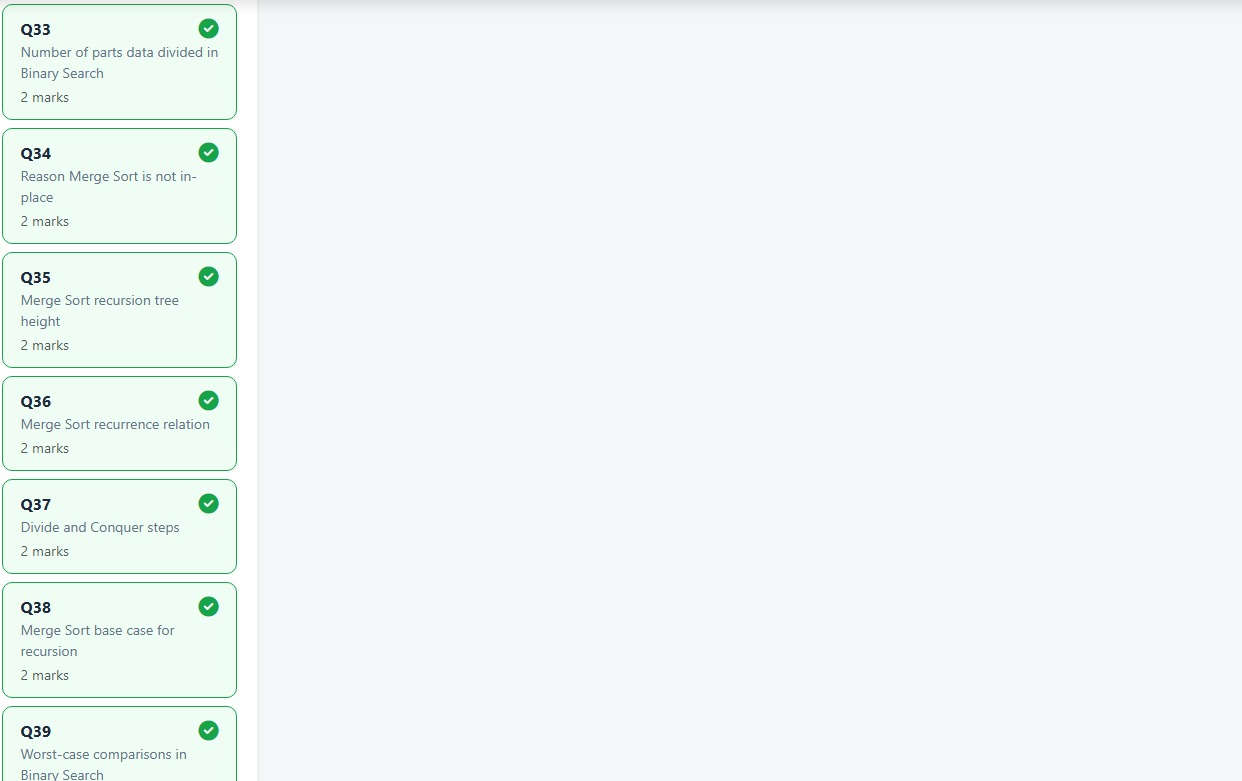 Q33
Number of parts data divided in
Binary Search
2 marks
Q34
Reason Merge Sort is not in-
place
2 marks
Q35
Merge Sort recursion tree
height
2 marks
Q36
Merge Sort recurrence relation
2 marks
Q37
Divide and Conquer steps
2 marks
Q38
Merge Sort base case for
recursion
2 marks
Q39
Worst-case comparisons in
Binary Search